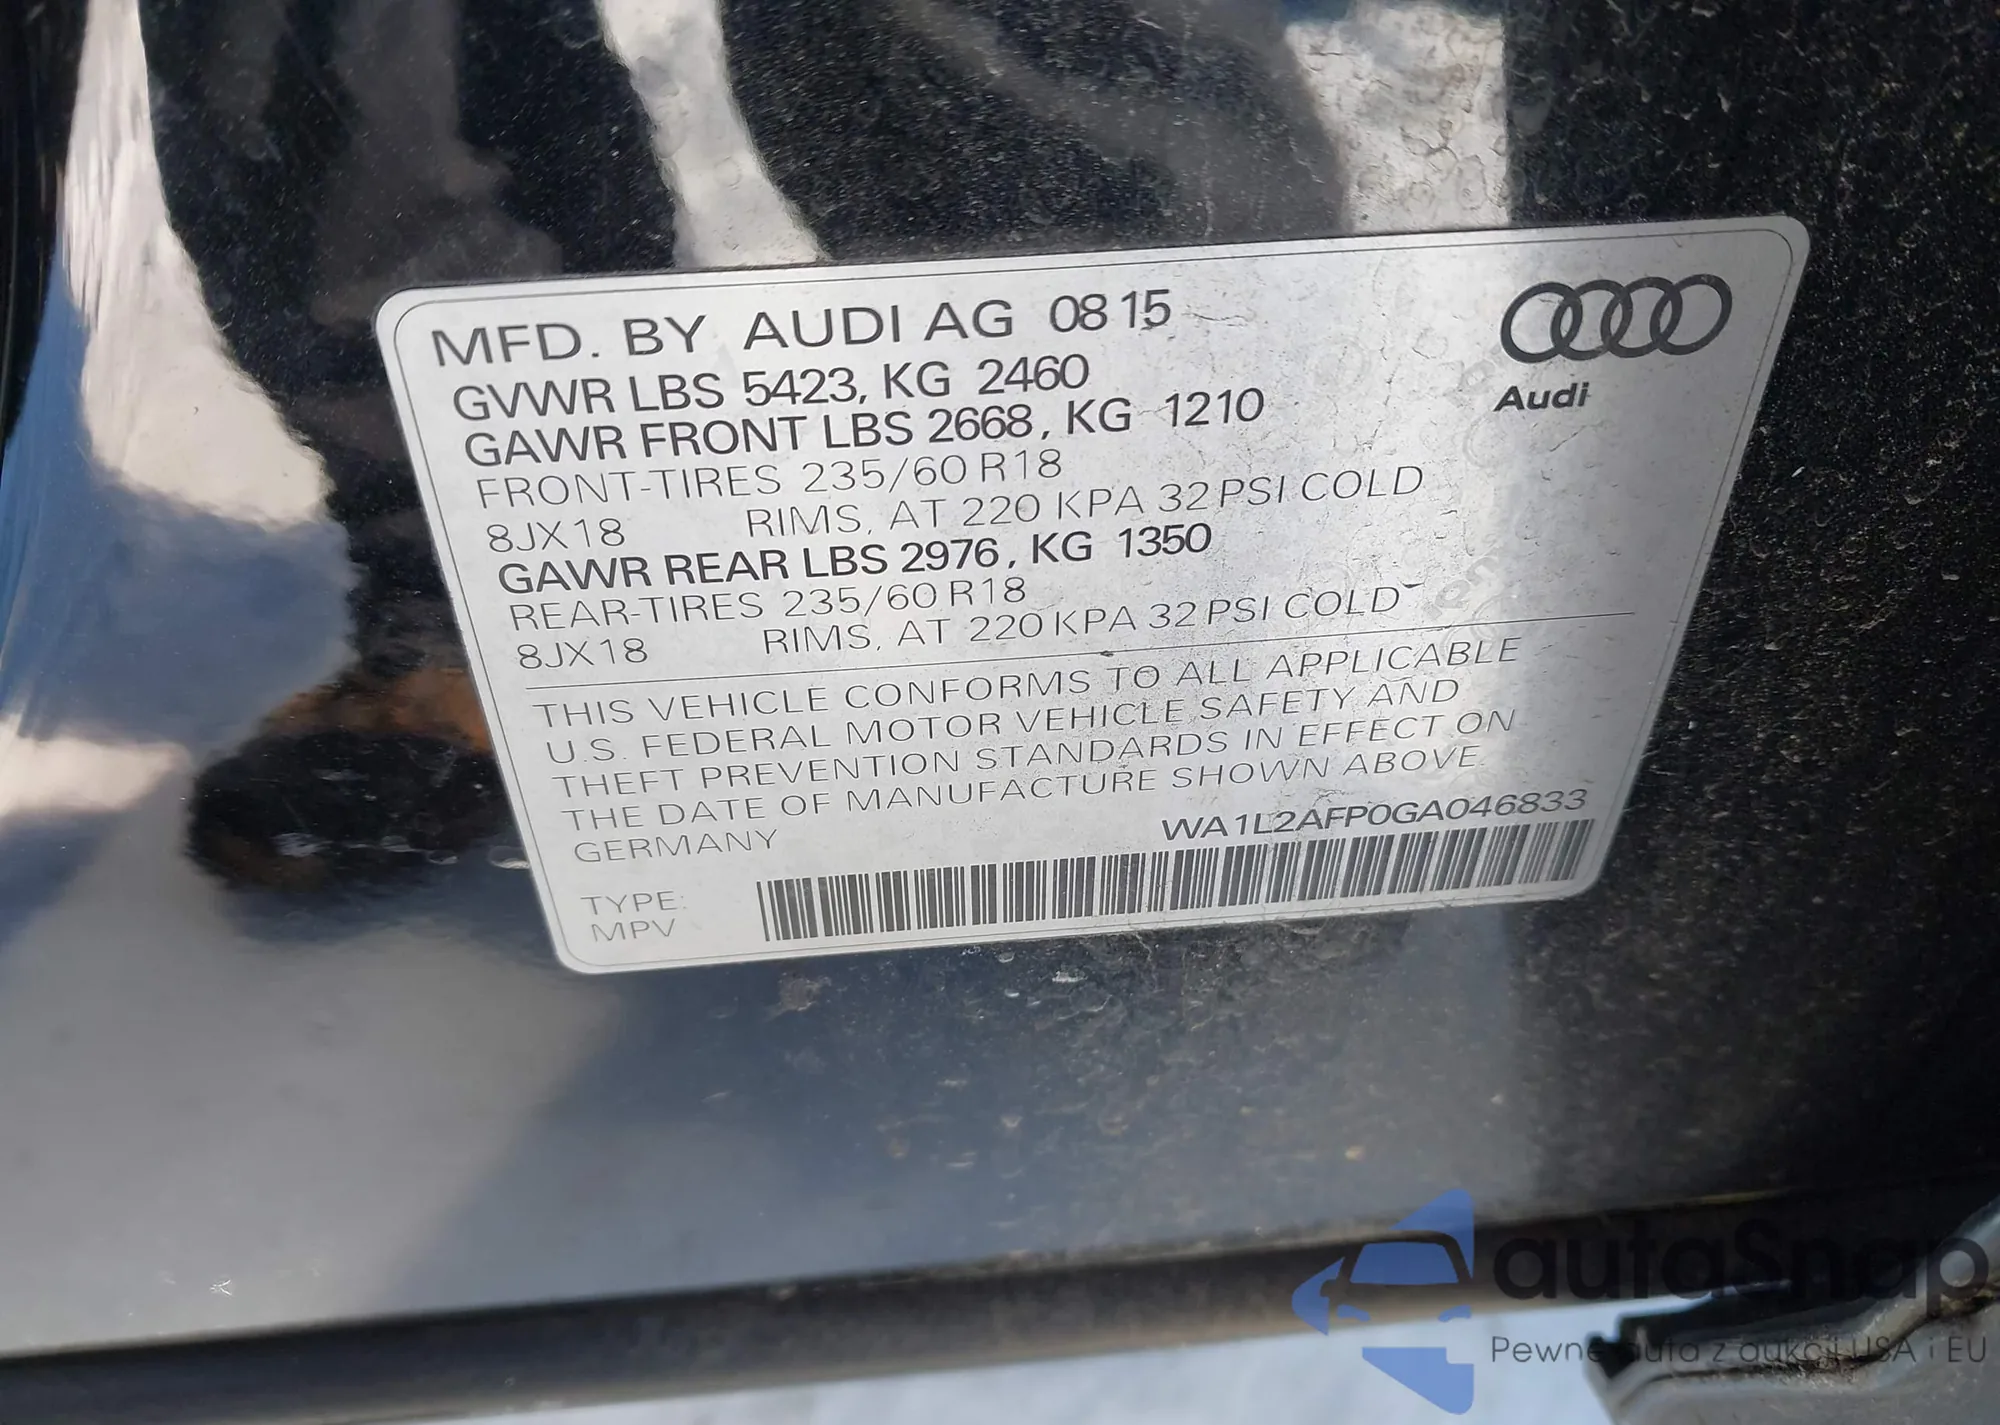 MFD. BY AUDI AG 08 15
GVWR LBS 5423, KG 2460
GAWR FRONT LBS 2668, KG 1210
FRONT-TIRES 235/60 R18
8JX18 RIMS, AT 220 KPA 32 PSI COLD
GAWR REAR LBS 2976, KG 1350
REAR-TIRES 235/60 R18
8JX18 RIMS, AT 220 KPA 32 PSI COLD
Audi
THIS VEHICLE CONFORMS TO ALL APPLICABLE
U.S. FEDERAL MOTOR VEHICLE SAFETY AND
THEFT PREVENTION STANDARDS IN EFFECT ON
THE DATE OF MANUFACTURE SHOWN ABOVE.
GERMANY WA1L2AFP0GA046833
TYPE:
MPV
autaSnap
Pewne auta z aukcji USA i EU